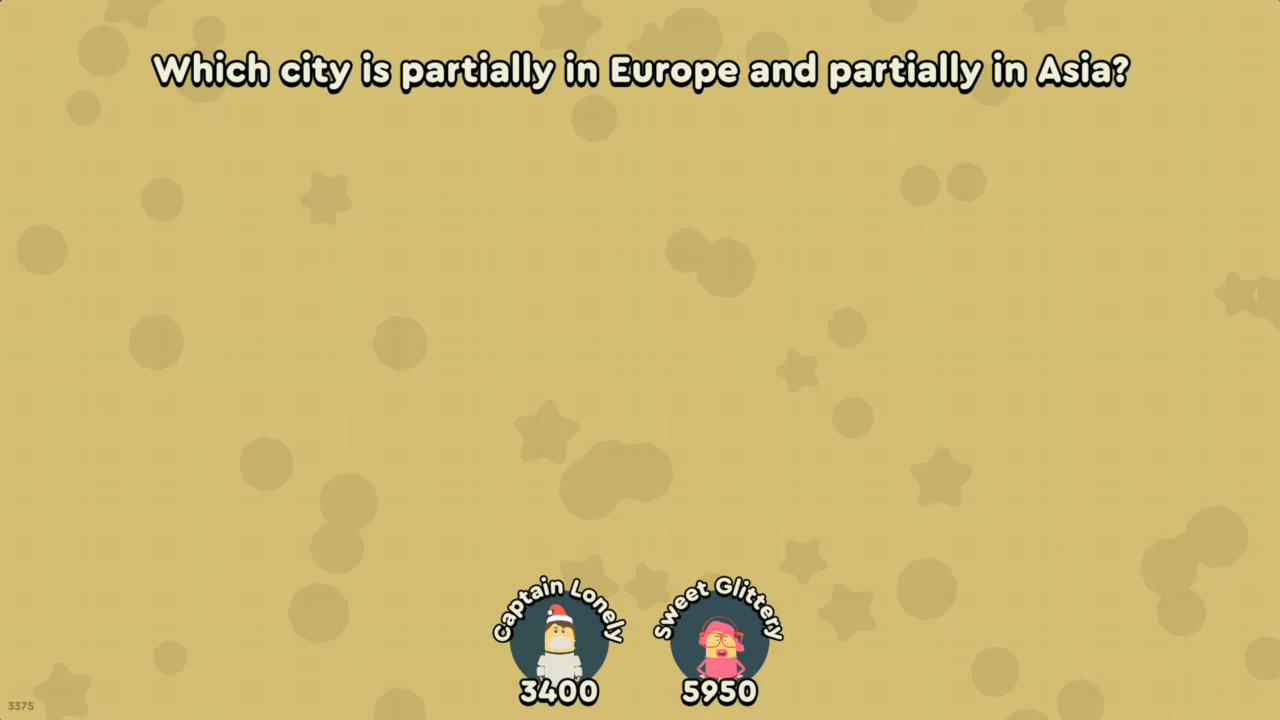 Which city is partially in Europe and partially in Asia?
Captain Lonely
Sweet Glittery
3400
5950
3375